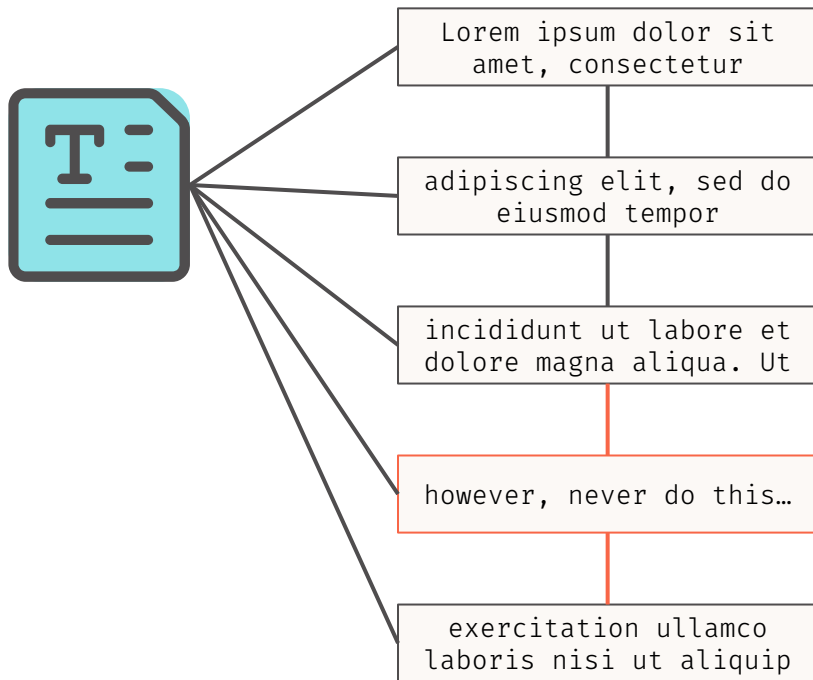 T
Lorem ipsum dolor sit
amet, consectetur
adipiscing elit, sed do
eiusmod tempor
incididunt ut labore et
dolore magna aliqua. Ut
however, never do this…
exercitation ullamco
laboris nisi ut aliquip